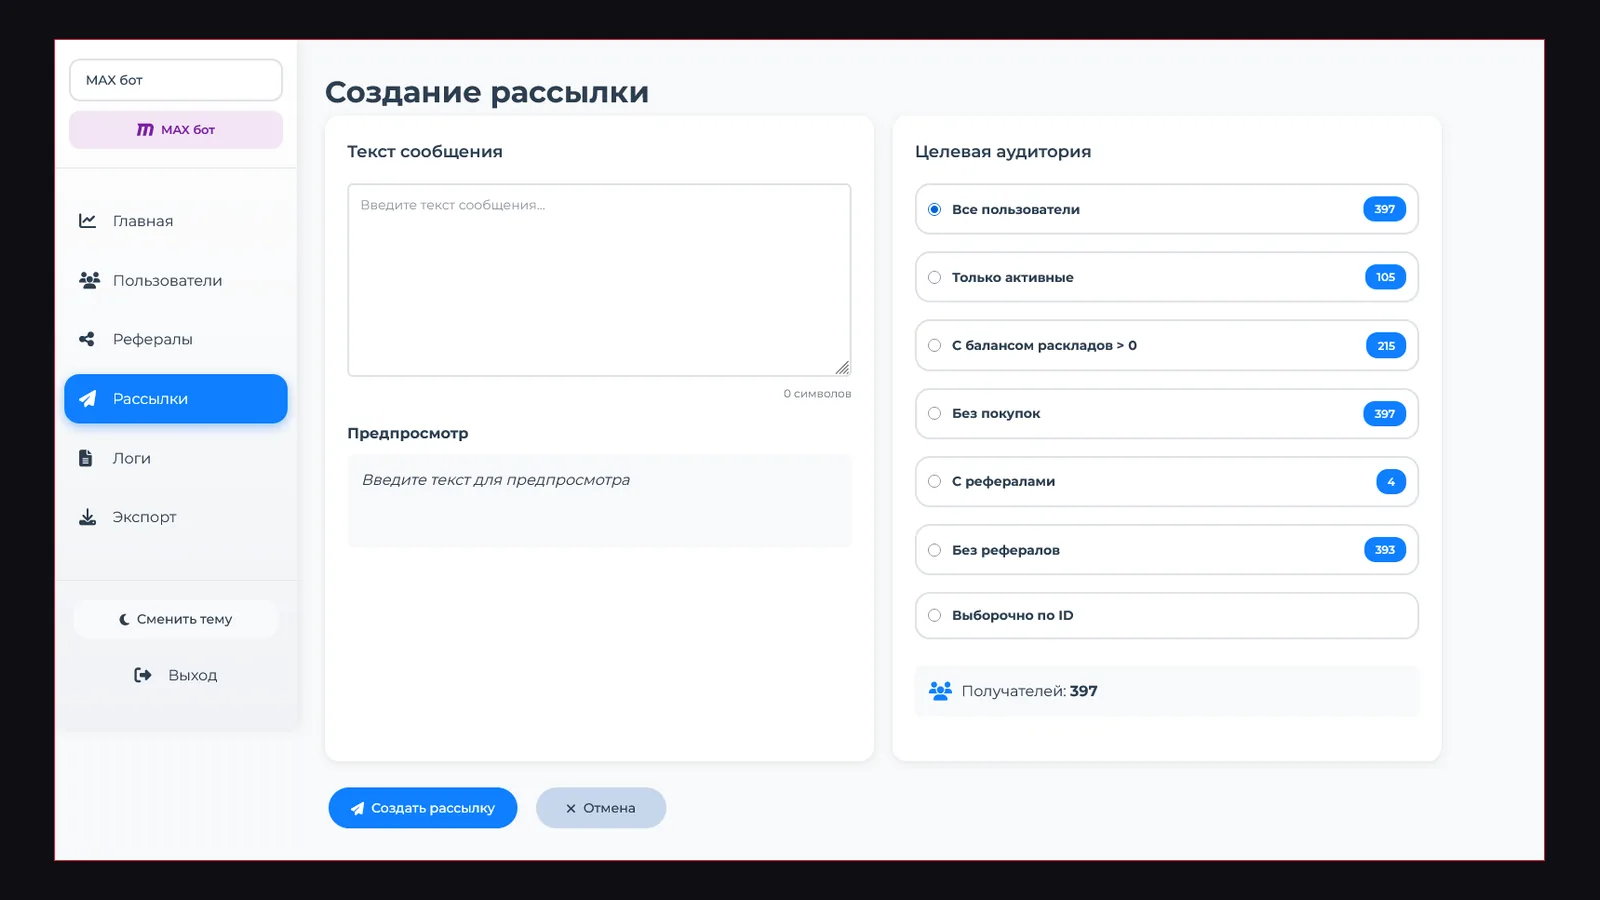 MAX бот
MAX бот
Главная
Пользователи
Рефералы
Рассылки
Логи
Экспорт
Сменить тему
Выход
Создание рассылки
Текст сообщения
Введите текст сообщения...
0 символов
Предпросмотр
Введите текст для предпросмотра
Целевая аудитория
Все пользователи 397
Только активные 105
С балансом раскладов > 0 215
Без покупок 397
С рефералами 4
Без рефералов 393
Выборочно по ID
Получателей: 397
Создать рассылку
Отмена